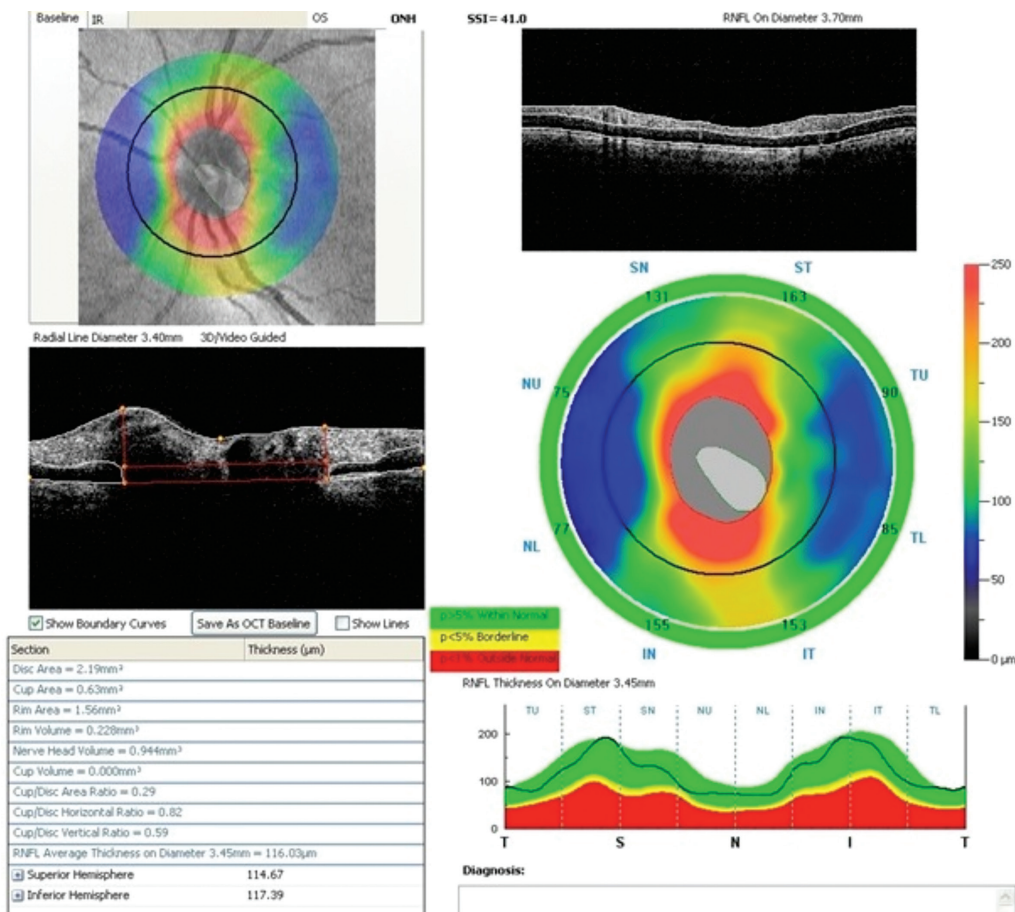 Baseline IR OS ONH
SSI= 41.0 RNFL On Diameter 3.70mm
Radial Line Diameter 3.40mm 3D/Video Guided
SN ST
131 163
NU TU
75 90
77 85
NL TL
155 153
IN IT
250
200
150
100
50
0 µm
Show Boundary Curves Save As OCT Baseline Show Lines
p>5% Within Normal
p<5% Borderline
p<1% Outside Normal
Section Thickness (µm)
Disc Area = 2.19mm²
Cup Area = 0.63mm²
Rim Area = 1.56mm²
Rim Volume = 0.228mm³
Nerve Head Volume = 0.944mm³
Cup Volume = 0.000mm³
Cup/Disc Area Ratio = 0.29
Cup/Disc Horizontal Ratio = 0.82
Cup/Disc Vertical Ratio = 0.59
RNFL Average Thickness on Diameter 3.45mm = 116.03µm
Superior Hemisphere 114.67
Inferior Hemisphere 117.39
RNFL Thickness On Diameter 3.45mm
TU ST SN NU NL IN IT TL
200
100
0
T S N I T
Diagnosis: